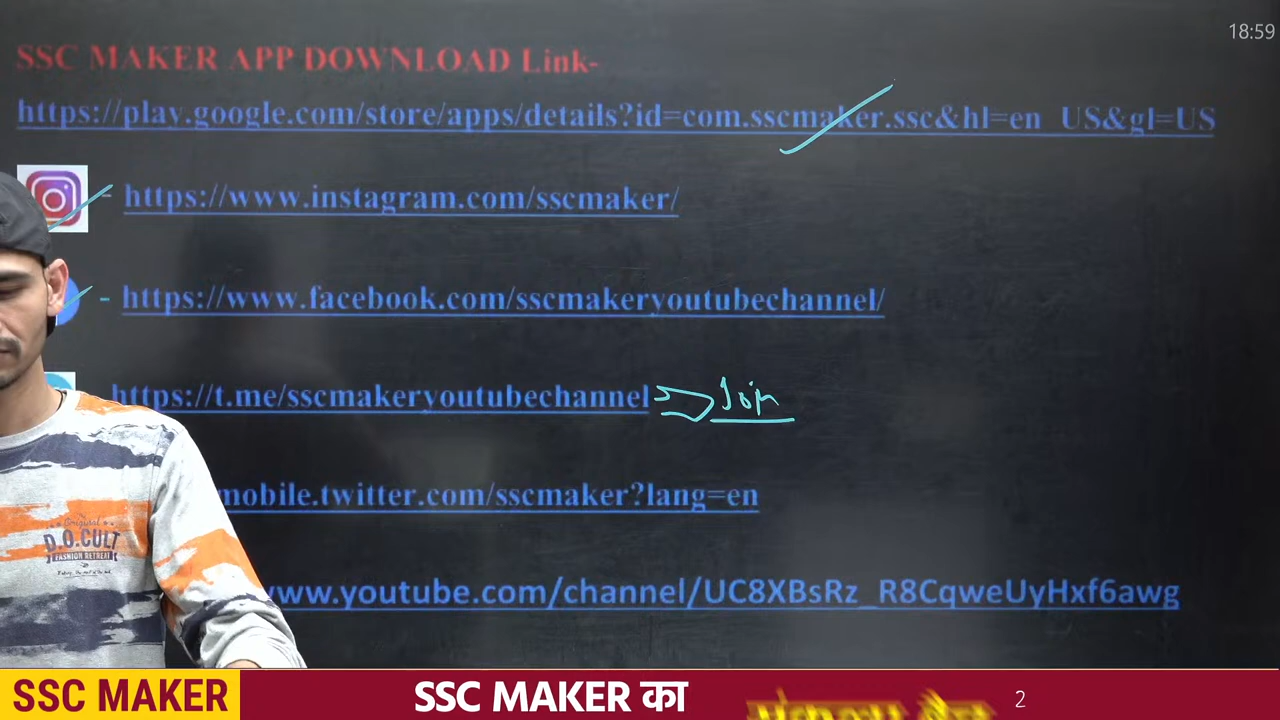 18:59
SSC MAKER APP DOWNLOAD Link-
https://play.google.com/store/apps/details?id=com.sscmaker.ssc&hl=en_US&gl=US
- https://www.instagram.com/sscmaker/
- https://www.facebook.com/sscmakeryoutubechannel/
https://t.me/sscmakeryoutubechannel Join
mobile.twitter.com/sscmaker?lang=en
www.youtube.com/channel/UC8XBsRz_R8CqweUyHxf6awg
Original
D.O.CULT
FASHION RETREAT
SSC MAKER
SSC MAKER का
2